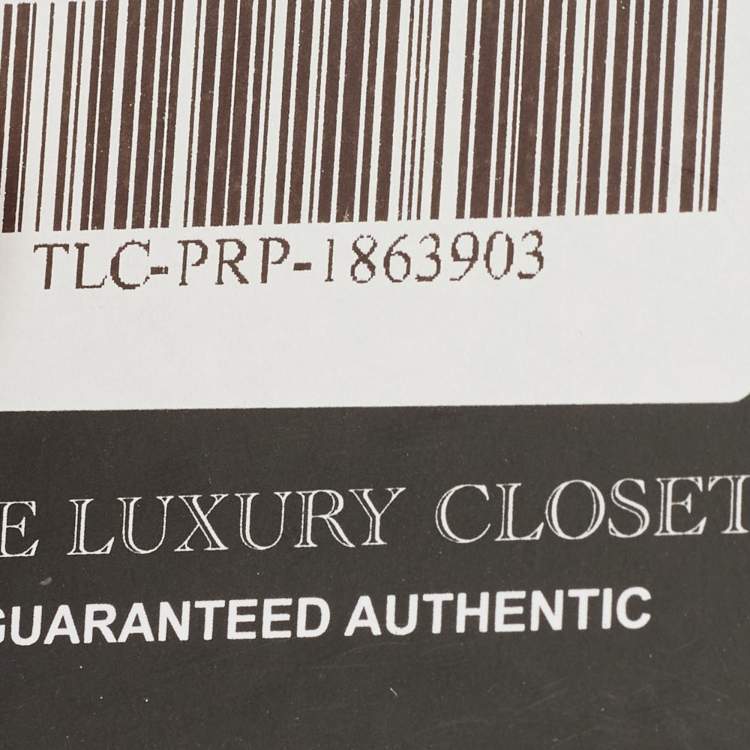 TLC-PRP-1863903
E LUXURY CLOSET
GUARANTEED AUTHENTIC